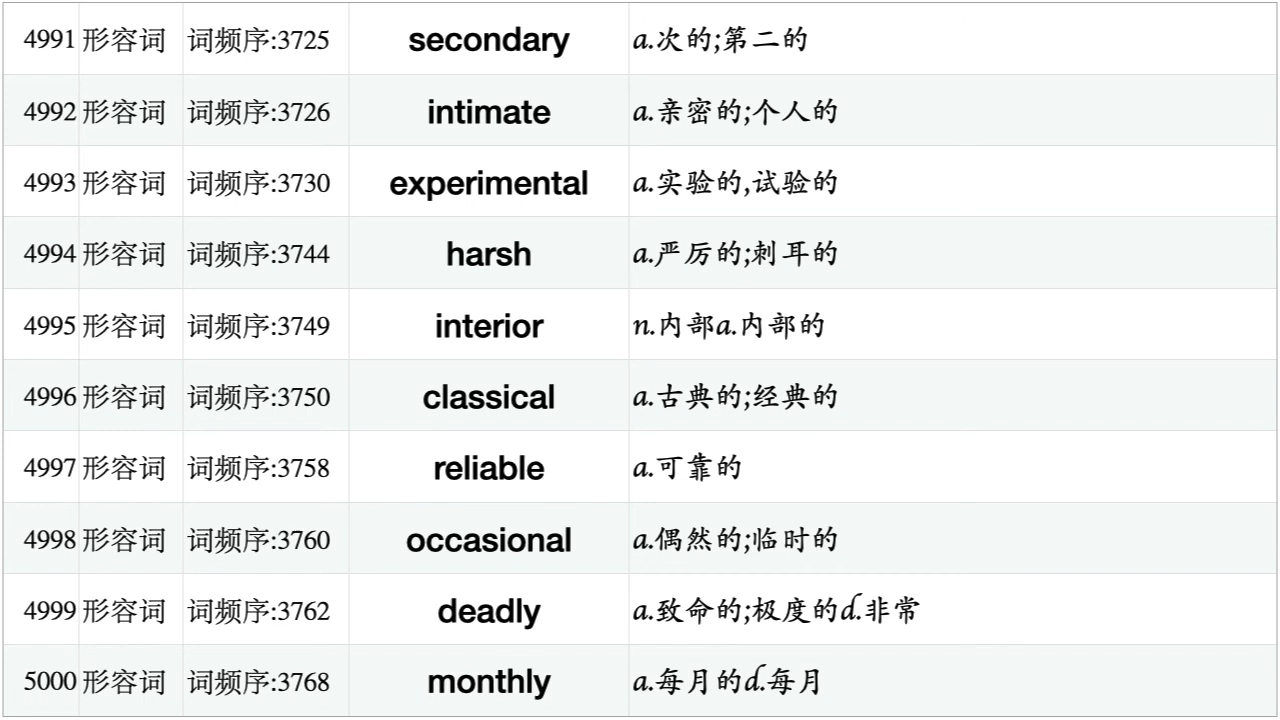 4991 形容词 词频序:3725 secondary a.次的;第二的
4992 形容词 词频序:3726 intimate a.亲密的;个人的
4993 形容词 词频序:3730 experimental a.实验的,试验的
4994 形容词 词频序:3744 harsh a.严厉的;刺耳的
4995 形容词 词频序:3749 interior n.内部a.内部的
4996 形容词 词频序:3750 classical a.古典的;经典的
4997 形容词 词频序:3758 reliable a.可靠的
4998 形容词 词频序:3760 occasional a.偶然的;临时的
4999 形容词 词频序:3762 deadly a.致命的;极度的d.非常
5000 形容词 词频序:3768 monthly a.每月的d.每月